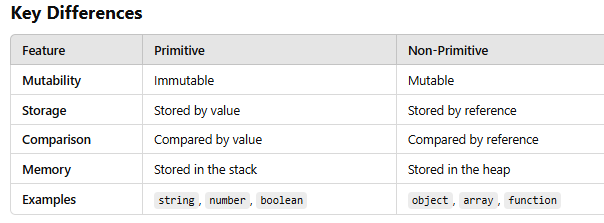 Key Differences
Feature Primitive Non-Primitive
Mutability Immutable Mutable
Storage Stored by value Stored by reference
Comparison Compared by value Compared by reference
Memory Stored in the stack Stored in the heap
Examples string, number, boolean object, array, function